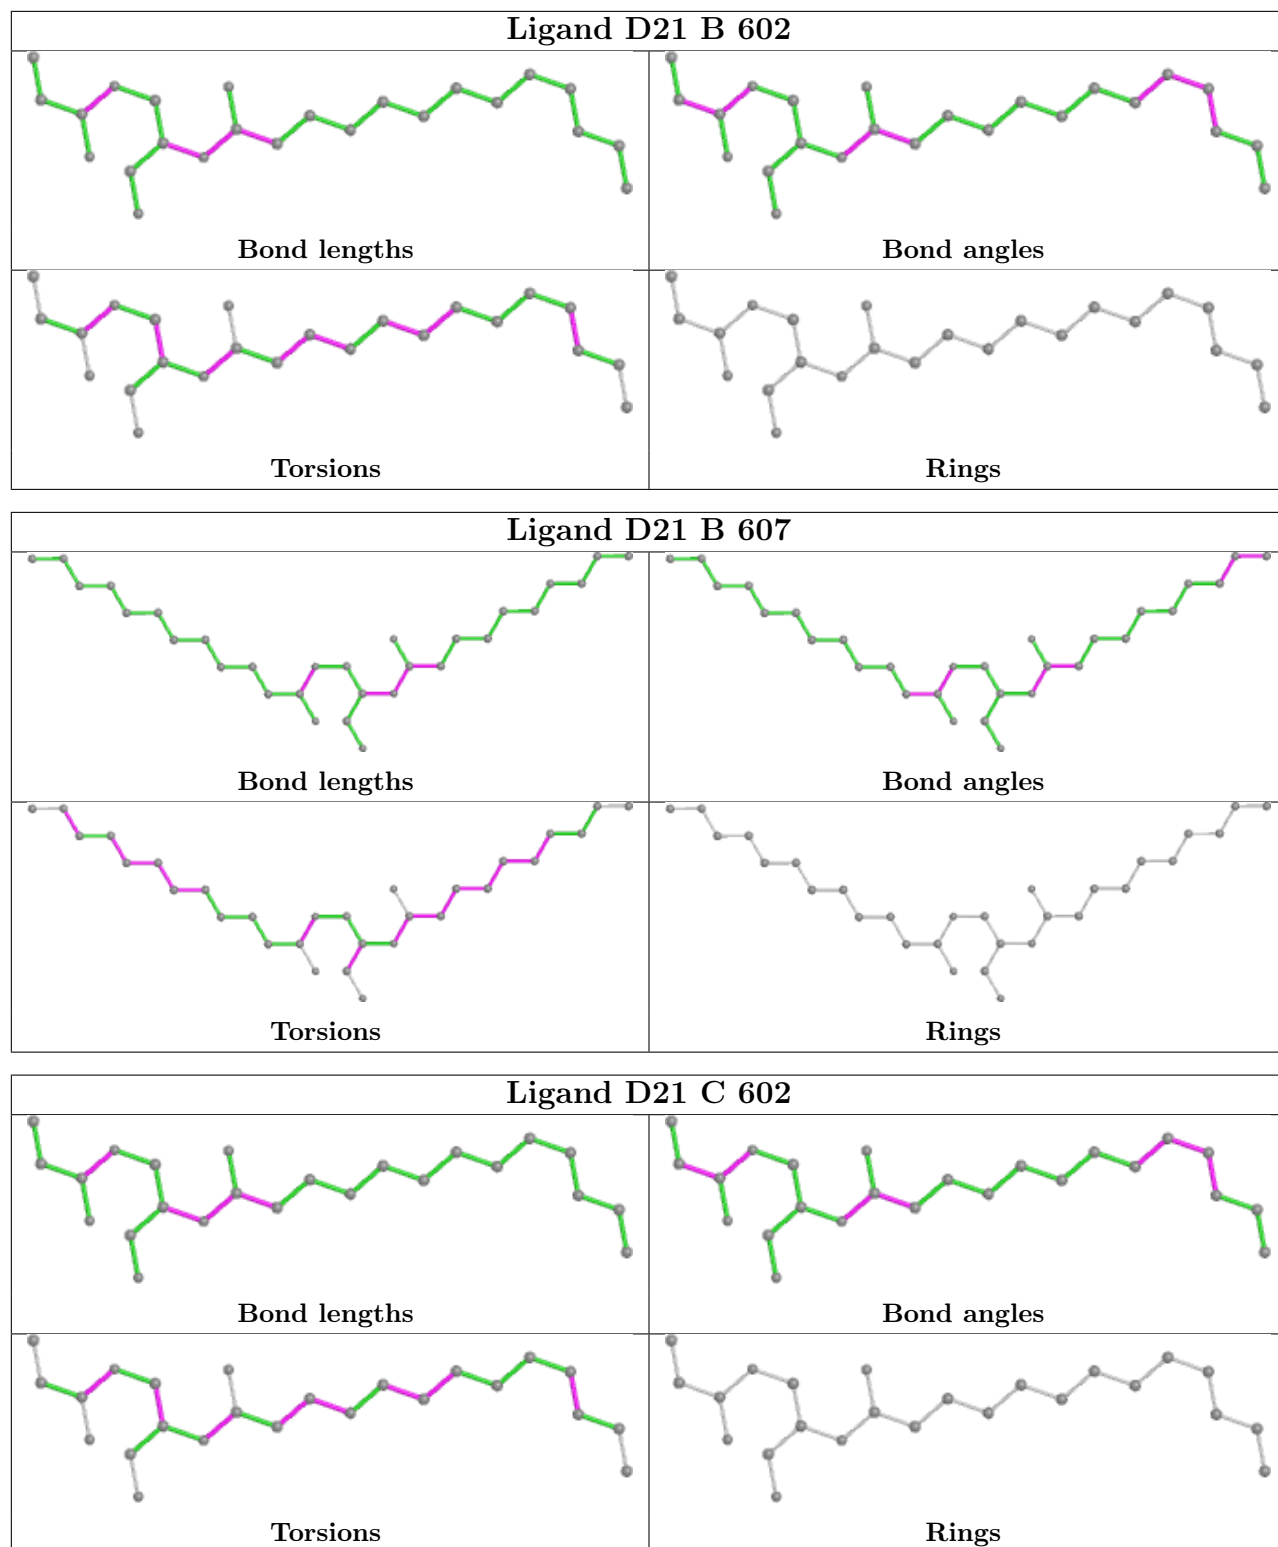 Ligand D21 B 602
Bond lengths
Bond angles
Torsions
Rings
Ligand D21 B 607
Bond lengths
Bond angles
Torsions
Rings
Ligand D21 C 602
Bond lengths
Bond angles
Torsions
Rings